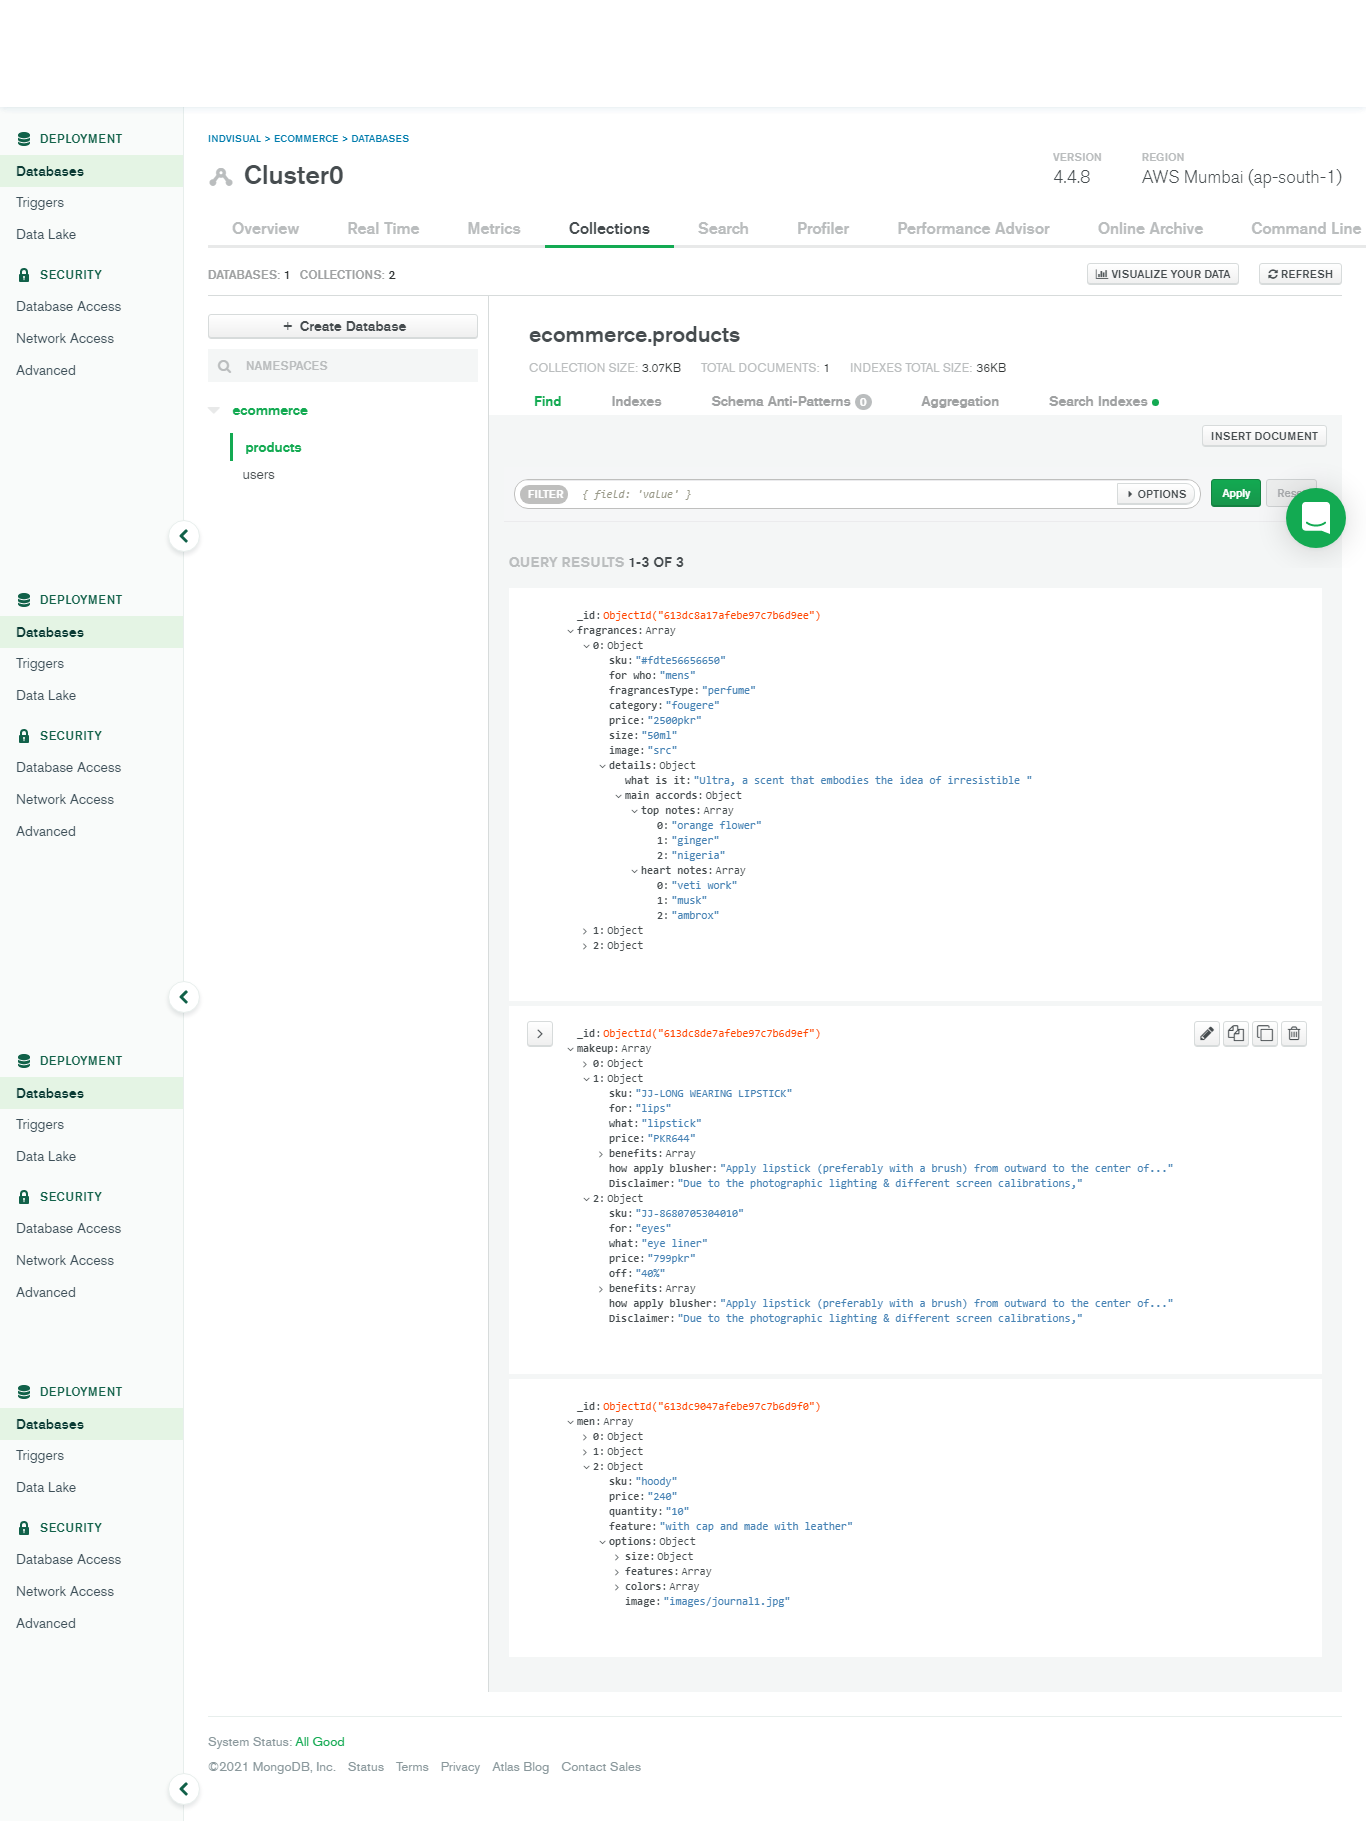 DEPLOYMENT
Databases
Triggers
Data Lake
SECURITY
Database Access
Network Access
Advanced
DEPLOYMENT
Databases
Triggers
Data Lake
SECURITY
Database Access
Network Access
Advanced
DEPLOYMENT
Databases
Triggers
Data Lake
SECURITY
Database Access
Network Access
Advanced
DEPLOYMENT
Databases
Triggers
Data Lake
SECURITY
Database Access
Network Access
Advanced
INDVISUAL > ECOMMERCE > DATABASES
Cluster0
VERSION
4.4.8
REGION
AWS Mumbai (ap-south-1)
Overview Real Time Metrics Collections Search Profiler Performance Advisor Online Archive Command Line
DATABASES: 1 COLLECTIONS: 2
VISUALIZE YOUR DATA
REFRESH
+ Create Database
NAMESPACES
ecommerce
products
users
ecommerce.products
COLLECTION SIZE: 3.07KB TOTAL DOCUMENTS: 1 INDEXES TOTAL SIZE: 36KB
Find Indexes Schema Anti-Patterns 0 Aggregation Search Indexes
INSERT DOCUMENT
FILTER { field: 'value' } OPTIONS Apply
QUERY RESULTS 1-3 OF 3
_id: ObjectId("613dc8a17afebe97c7b6d9ee")
fragrances: Array
0: Object
sku: "#fdte56656650"
for who: "mens"
fragrancesType: "perfume"
category: "fougere"
price: "2500pkr"
size: "50ml"
image: "src"
details: Object
what is it: "Ultra, a scent that embodies the idea of irresistible "
main accords: Object
top notes: Array
0: "orange flower"
1: "ginger"
2: "nigeria"
heart notes: Array
0: "veti work"
1: "musk"
2: "ambrox"
1: Object
2: Object
_id: ObjectId("613dc8de7afebe97c7b6d9ef")
makeup: Array
0: Object
1: Object
sku: "JJ-LONG WEARING LIPSTICK"
for: "lips"
what: "lipstick"
price: "PKR644"
benefits: Array
how apply blusher: "Apply lipstick (preferably with a brush) from outward to the center of..."
Disclaimer: "Due to the photographic lighting & different screen calibrations,"
2: Object
sku: "JJ-8680705304010"
for: "eyes"
what: "eye liner"
price: "799pkr"
off: "40%"
benefits: Array
how apply blusher: "Apply lipstick (preferably with a brush) from outward to the center of..."
Disclaimer: "Due to the photographic lighting & different screen calibrations,"
_id: ObjectId("613dc9047afebe97c7b6d9f0")
men: Array
0: Object
1: Object
2: Object
sku: "hoody"
price: "240"
quantity: "10"
feature: "with cap and made with leather"
options: Object
size: Object
features: Array
colors: Array
image: "images/journal1.jpg"
System Status: All Good
©2021 MongoDB, Inc. Status Terms Privacy Atlas Blog Contact Sales